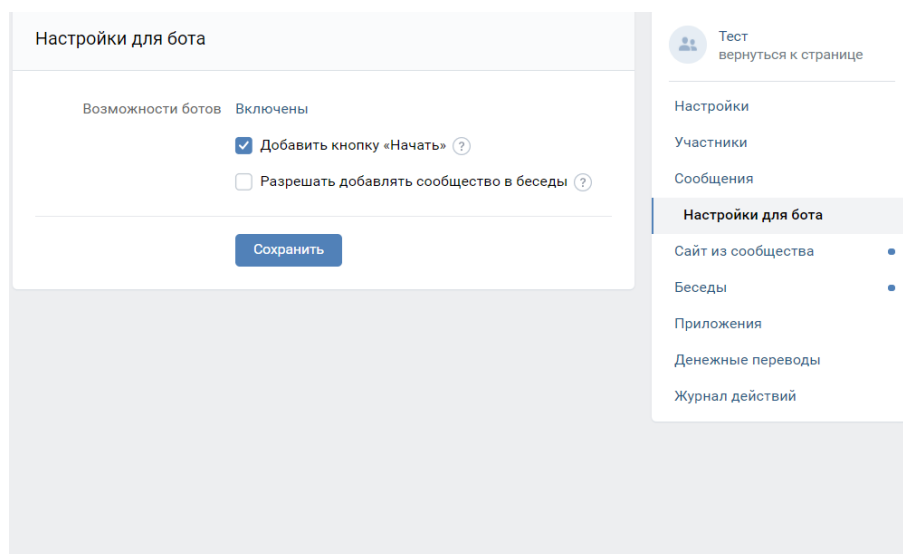 Настройки для бота
Возможности ботов Включены
Добавить кнопку «Начать» ?
Разрешать добавлять сообщество в беседы ?
Сохранить
Тест
вернуться к странице
Настройки
Участники
Сообщения
Настройки для бота
Сайт из сообщества
Беседы
Приложения
Денежные переводы
Журнал действий